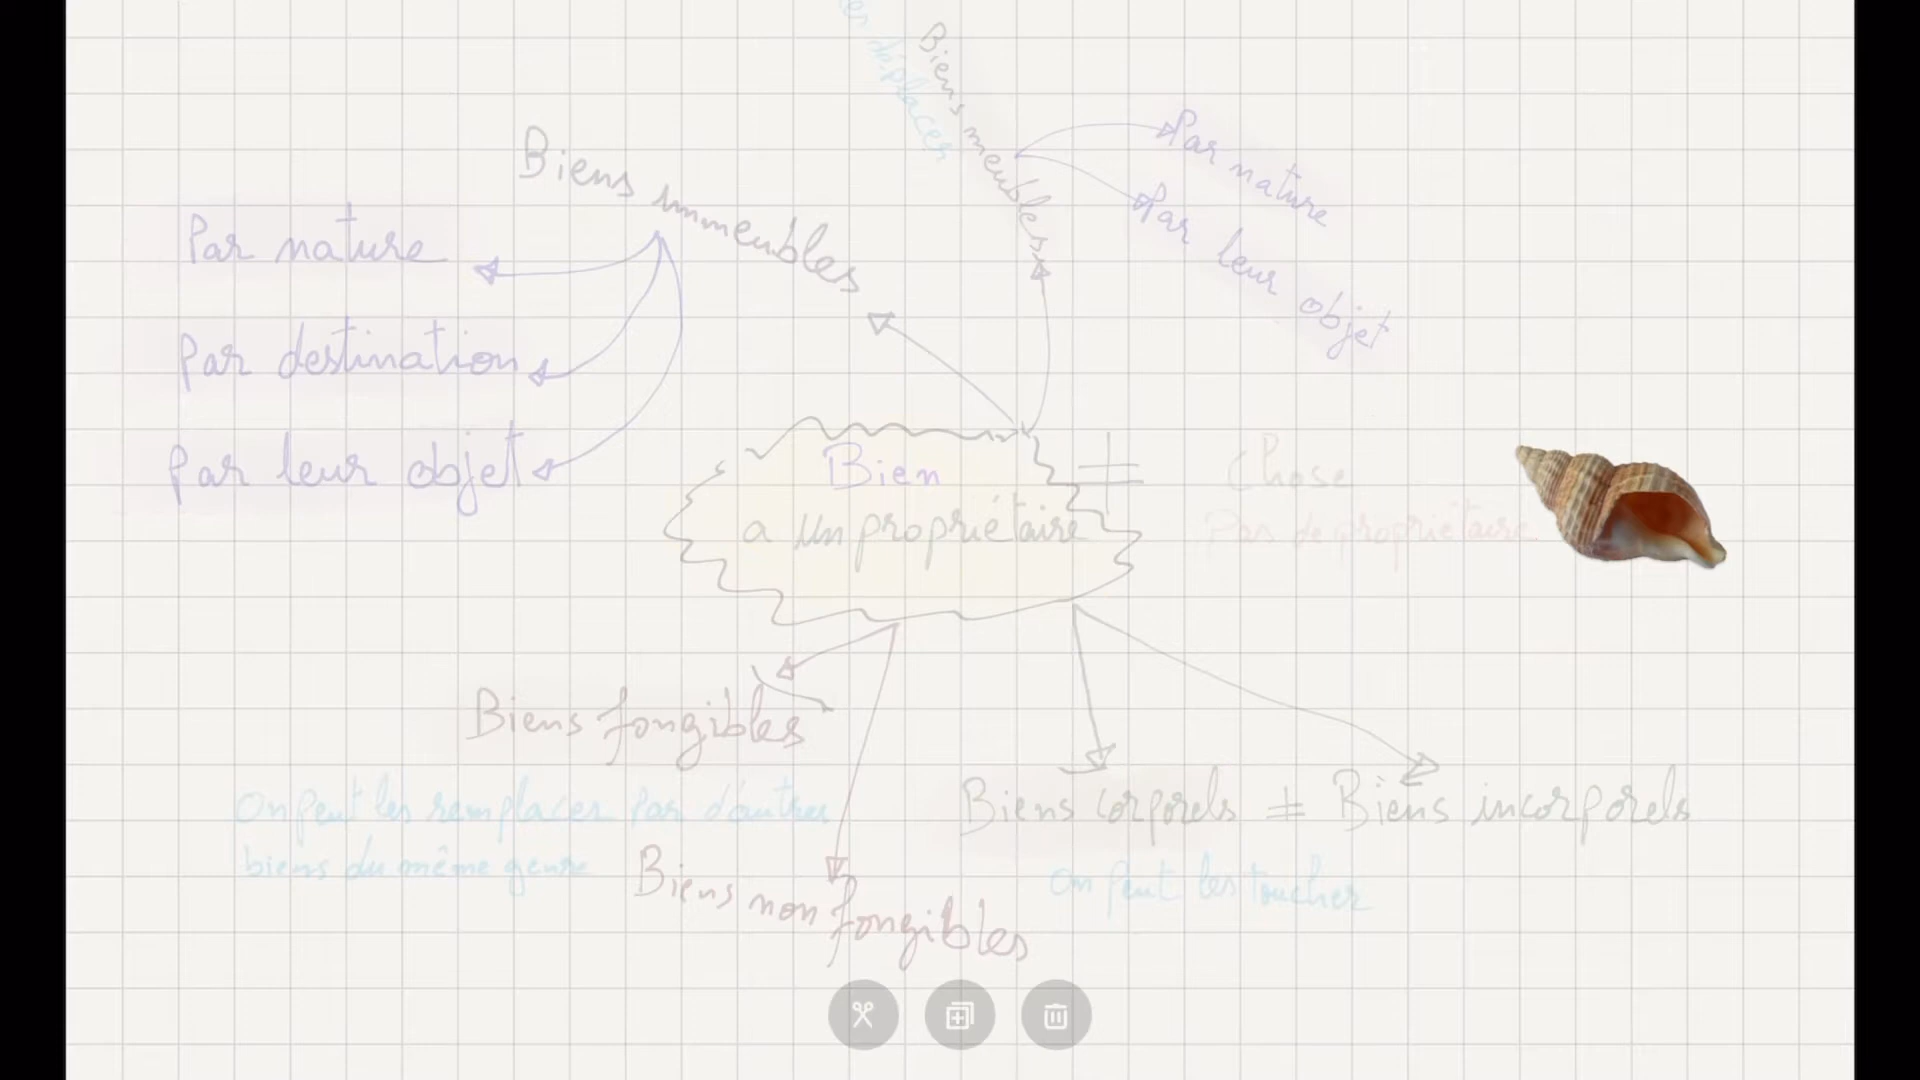 Biens meubles
déplacer
Par nature
Par leur objet
Biens immeubles
Par nature
Par destination
Par leur objet
Bien
a un propriétaire
≠
Chose
Pas de propriétaire
Biens fongibles
On peut les remplacer par d'autres
biens du même genre
Biens non fongibles
Biens corporels ≠ Biens incorporels
On peut les toucher